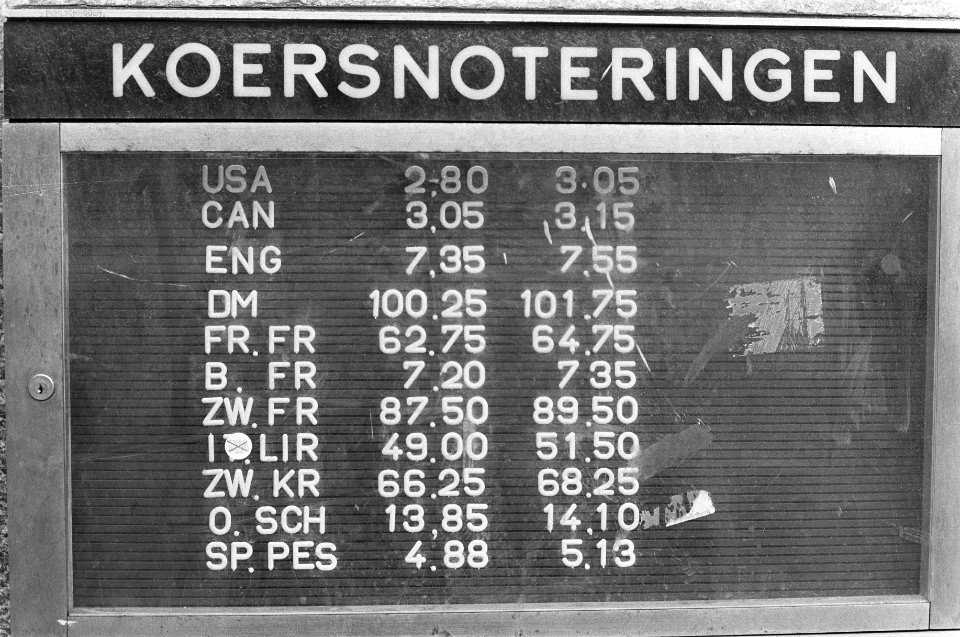 KOERSNOTERINGEN
USA 2,80 3.05
CAN 3,05 3,15
ENG 7,35 7,55
DM 100.25 101.75
FR. FR 62.75 64.75
B. FR 7.20 7.35
ZW. FR 87.50 89.50
LIR 49.00 51.50
ZW. KR 66.25 68.25
O. SCH 13,85 14,10
SP. PES 4.88 5.13